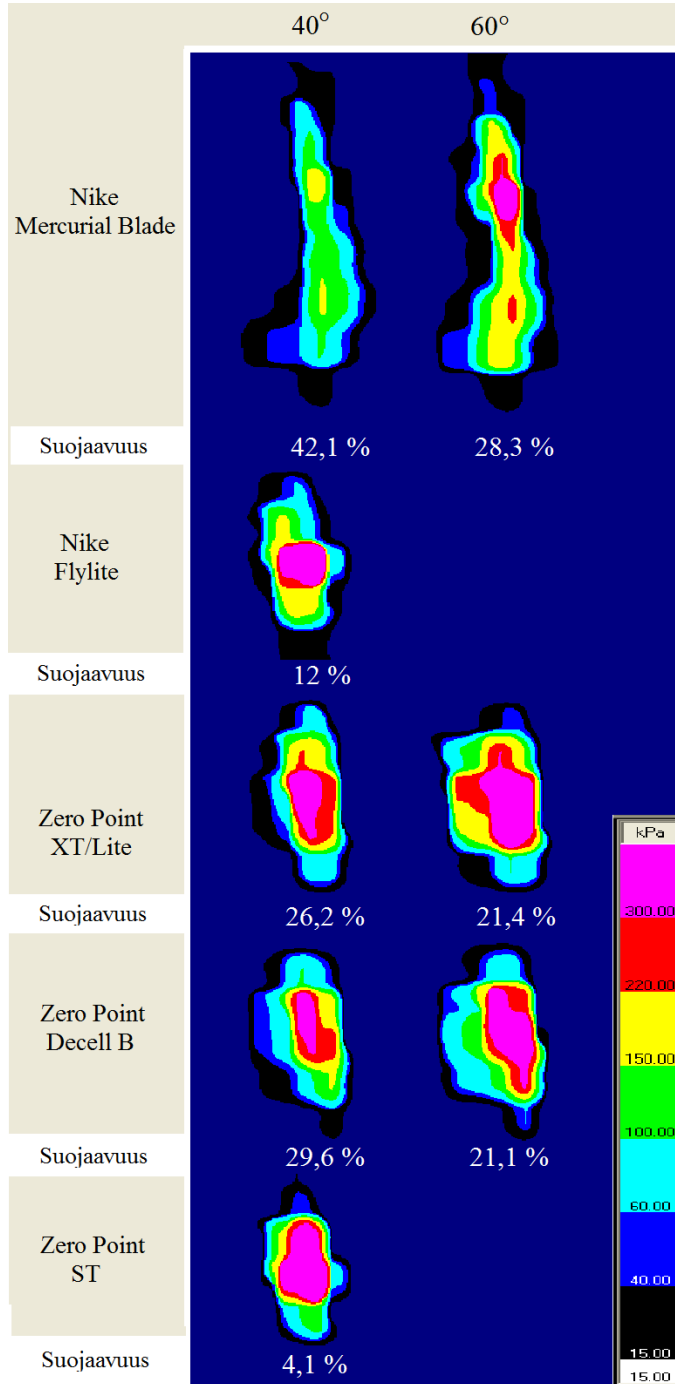 40° 60°
Nike
Mercurial Blade
Suojaavuus 42,1 % 28,3 %
Nike
Flylite
Suojaavuus 12 %
Zero Point
XT/Lite
Suojaavuus 26,2 % 21,4 %
Zero Point
Decell B
Suojaavuus 29,6 % 21,1 %
Zero Point
ST
Suojaavuus 4,1 %
kPa
300.00
220.00
150.00
100.00
60.00
40.00
15.00
15.00